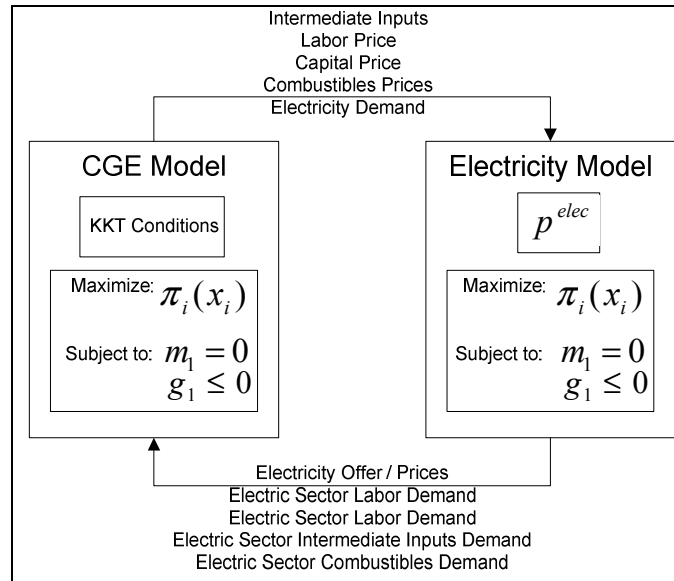 Intermediate Inputs
Labor Price
Capital Price
Combustibles Prices
Electricity Demand
CGE Model
KKT Conditions
Maximize: π_i(x_i)
Subject to: m_1 = 0
g_1 ≤ 0
Electricity Model
p^elec
Maximize: π_i(x_i)
Subject to: m_1 = 0
g_1 ≤ 0
Electricity Offer / Prices
Electric Sector Labor Demand
Electric Sector Labor Demand
Electric Sector Intermediate Inputs Demand
Electric Sector Combustibles Demand